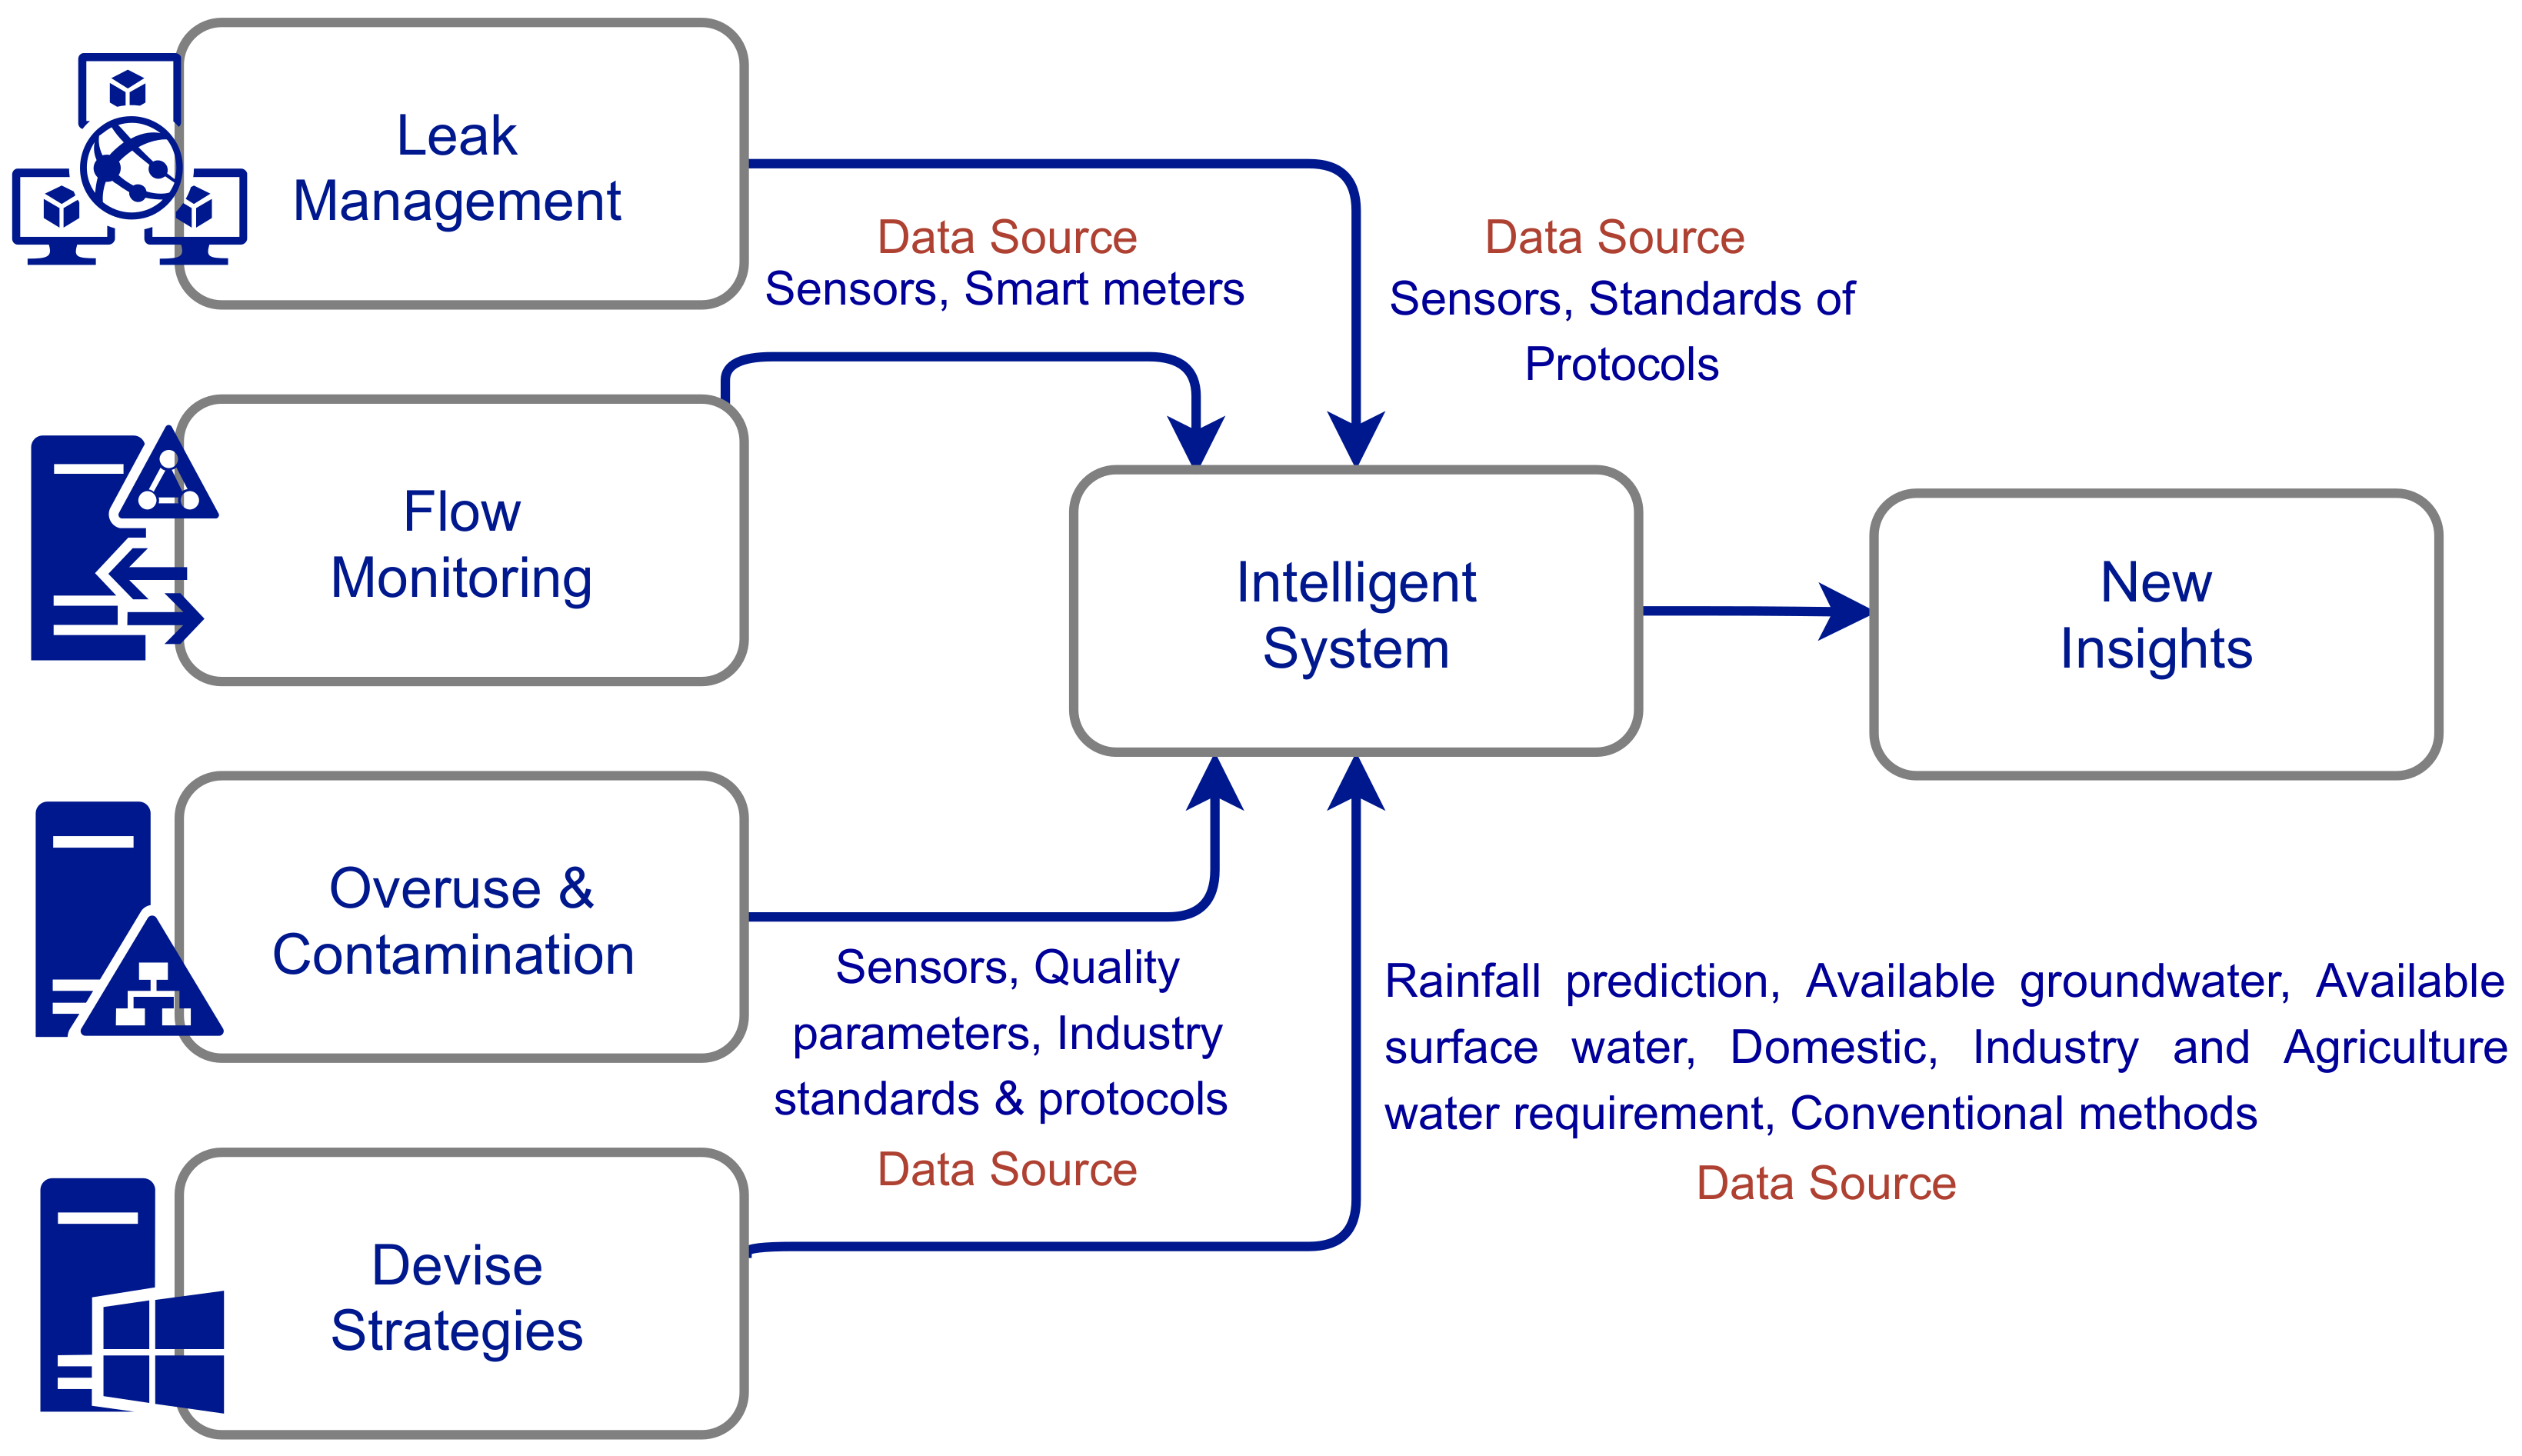 Leak
Management
Data Source
Sensors, Smart meters
Data Source
Sensors, Standards of
Protocols
Flow
Monitoring
Intelligent
System
New
Insights
Overuse &
Contamination
Sensors, Quality
parameters, Industry
standards & protocols
Data Source
Rainfall prediction, Available groundwater, Available
surface water, Domestic, Industry and Agriculture
water requirement, Conventional methods
Data Source
Devise
Strategies